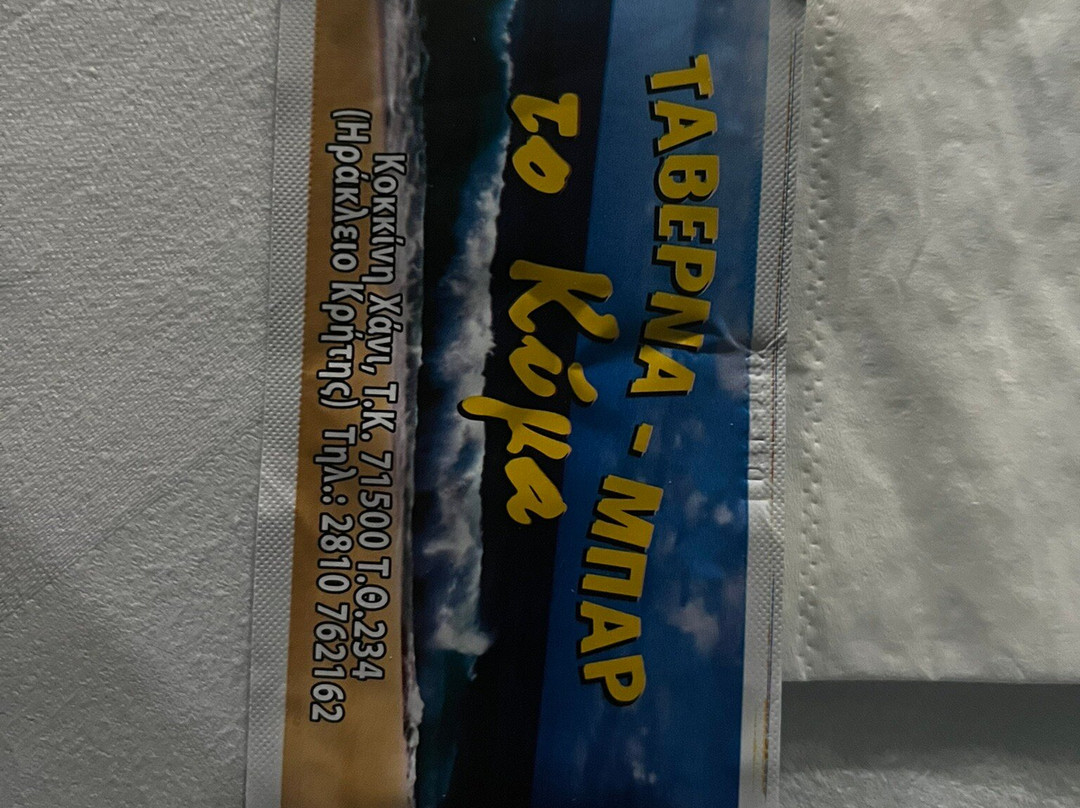 ΤΑΒΕΡΝΑ - ΜΠΑΡ
το Κύμα
Κοκκίνη Χάνι, Τ.Κ. 71500 Τ.Θ.234
(Ηράκλειο Κρήτης) Τηλ.: 2810 762162